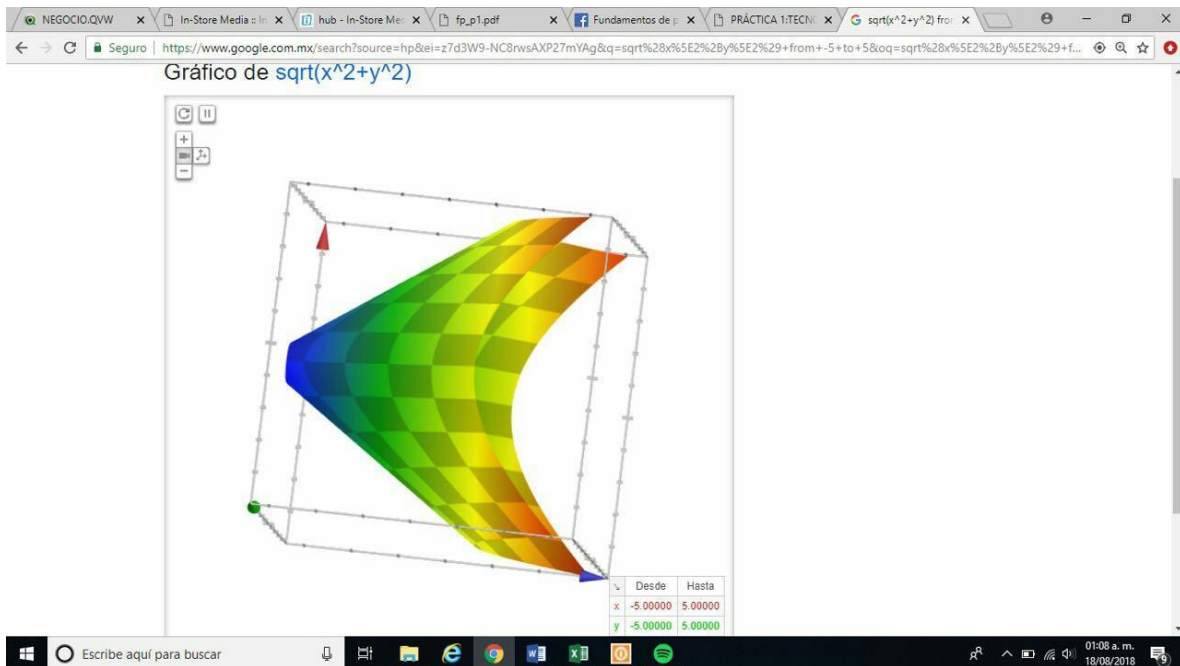 NEGOCIO.QVW
In-Store Media :: In
hub - In-Store Med
fp_p1.pdf
Fundamentos de p
PRÁCTICA 1:TECNI
sqrt(x^2+y^2) from
Seguro
https://www.google.com.mx/search?source=hp&ei=z7d3W9-NC8rwsAXP27mYAg&q=sqrt%28x%5E2%2By%5E2%29+from+-5+to+5&oq=sqrt%28x%5E2%2By%5E2%29+f...
Gráfico de sqrt(x^2+y^2)
Desde Hasta
x -5.00000 5.00000
y -5.00000 5.00000
Escribe aquí para buscar
01:08 a. m.
18/08/2018